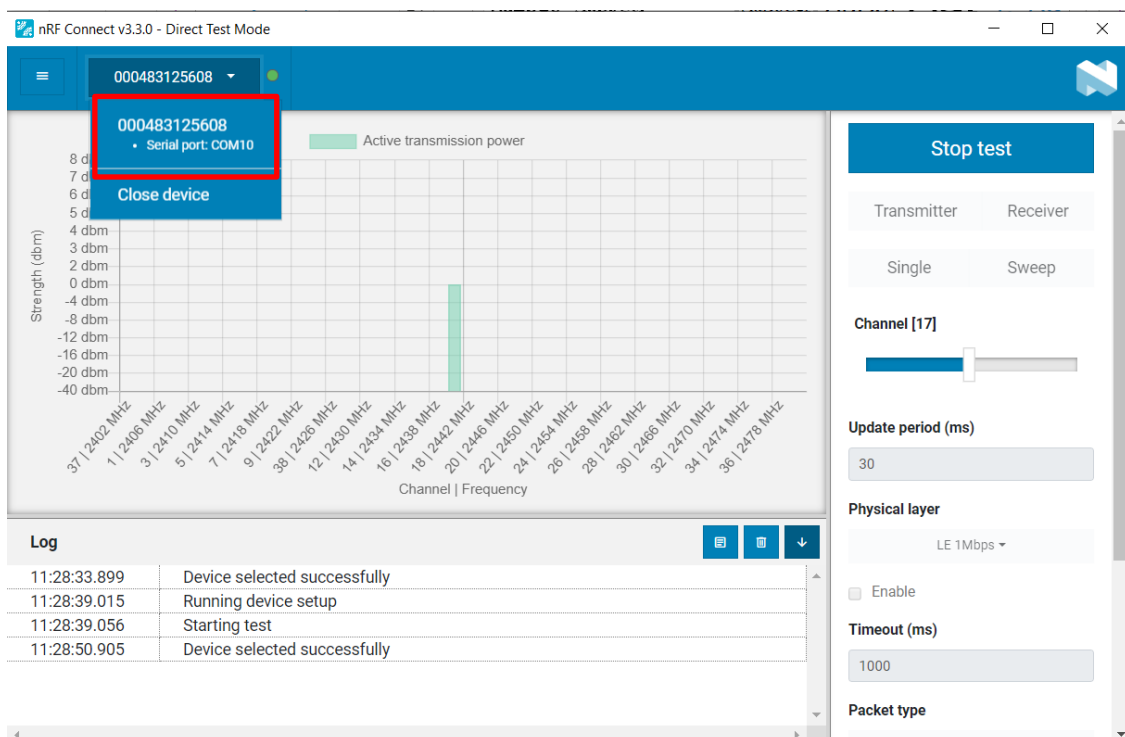 nRF Connect v3.3.0 - Direct Test Mode
000483125608
000483125608
• Serial port: COM10
Close device
Active transmission power
8 d
7 d
6 d
5 d
4 dbm
3 dbm
2 dbm
0 dbm
-4 dbm
-8 dbm
-12 dbm
-16 dbm
-20 dbm
-40 dbm
Strength (dbm)
37 | 2402 MHz
1 | 2406 MHz
3 | 2410 MHz
5 | 2414 MHz
7 | 2418 MHz
9 | 2422 MHz
38 | 2426 MHz
12 | 2430 MHz
14 | 2434 MHz
16 | 2438 MHz
18 | 2442 MHz
20 | 2446 MHz
22 | 2450 MHz
24 | 2454 MHz
26 | 2458 MHz
28 | 2462 MHz
30 | 2466 MHz
32 | 2470 MHz
34 | 2474 MHz
36 | 2478 MHz
Channel | Frequency
Log
11:28:33.899 Device selected successfully
11:28:39.015 Running device setup
11:28:39.056 Starting test
11:28:50.905 Device selected successfully
Stop test
Transmitter Receiver
Single Sweep
Channel [17]
Update period (ms)
30
Physical layer
LE 1Mbps
Enable
Timeout (ms)
1000
Packet type